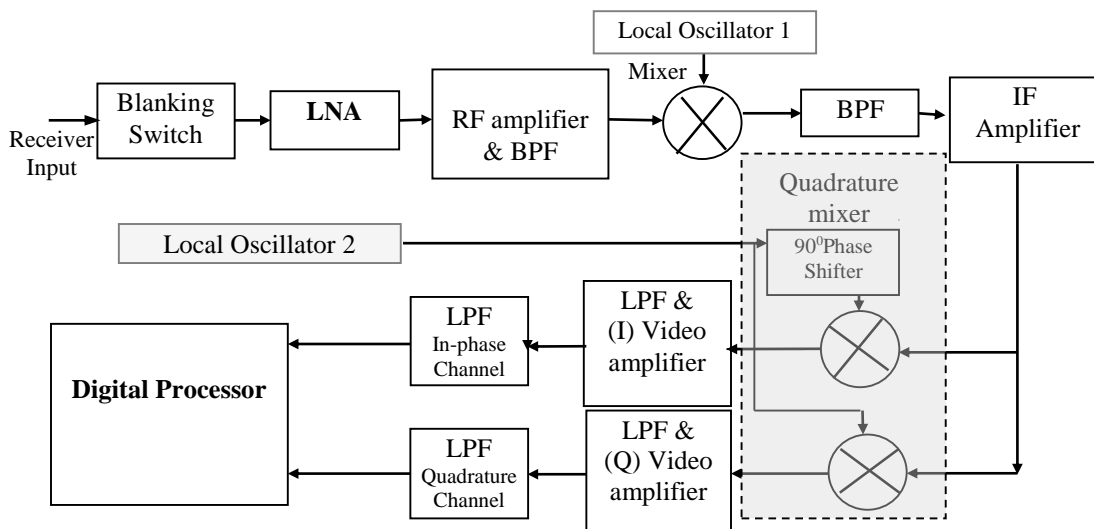 Local Oscillator 1
Mixer
Blanking
Switch
LNA
RF amplifier
& BPF
BPF
IF
Amplifier
Receiver
Input
Quadrature
mixer
Local Oscillator 2
90⁰Phase
Shifter
LPF
In-phase
Channel
LPF &
(I) Video
amplifier
Digital Processor
LPF
Quadrature
Channel
LPF &
(Q) Video
amplifier